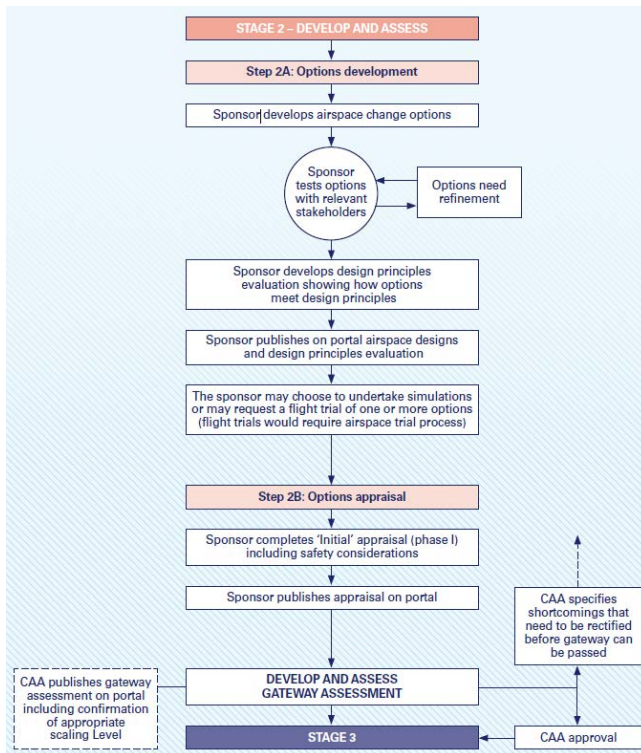 STAGE 2 – DEVELOP AND ASSESS
Step 2A: Options development
Sponsor develops airspace change options
Sponsor
tests options
with relevant
stakeholders
Options need
refinement
Sponsor develops design principles
evaluation showing how options
meet design principles
Sponsor publishes on portal airspace designs
and design principles evaluation
The sponsor may choose to undertake simulations
or may request a flight trial of one or more options
(flight trials would require airspace trial process)
Step 2B: Options appraisal
Sponsor completes ‘Initial’ appraisal (phase I)
including safety considerations
Sponsor publishes appraisal on portal
CAA specifies
shortcomings that
need to be rectified
before gateway can
be passed
CAA publishes gateway
assessment on portal
including confirmation
of appropriate
scaling Level
DEVELOP AND ASSESS
GATEWAY ASSESSMENT
STAGE 3
CAA approval